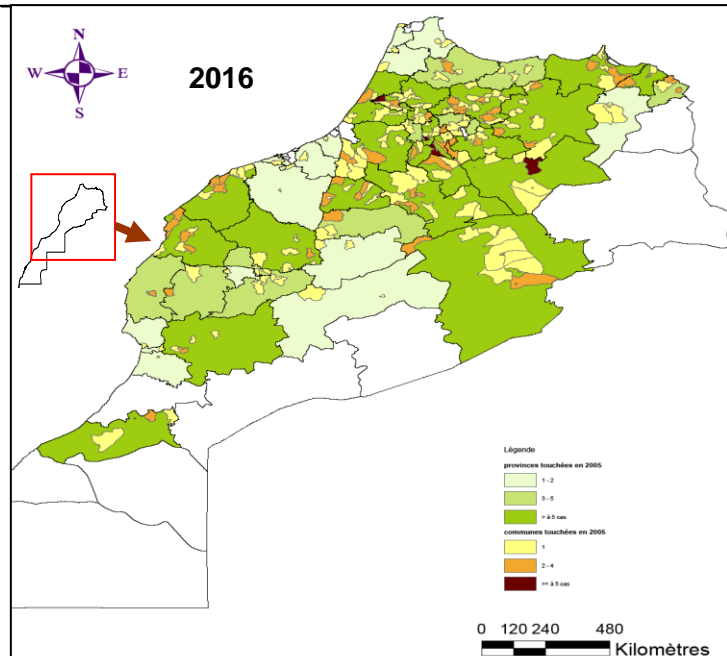 N
2016
W E
S
Légende
provinces touchées en 2005
1 - 2
3 - 5
> à 5 cas
communes touchées en 2005
1
2 - 4
>= à 5 cas
0 120 240 480
Kilomètres